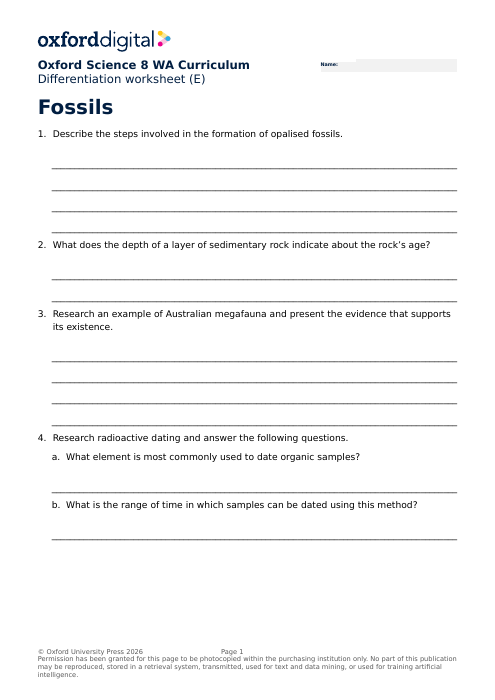 oxforddigital
Oxford Science 8 WA Curriculum
Name:
Differentiation worksheet (E)
Fossils
1. Describe the steps involved in the formation of opalised fossils.
2. What does the depth of a layer of sedimentary rock indicate about the rock’s age?
3. Research an example of Australian megafauna and present the evidence that supports
its existence.
4. Research radioactive dating and answer the following questions.
a. What element is most commonly used to date organic samples?
b. What is the range of time in which samples can be dated using this method?
© Oxford University Press 2026 Page 1
Permission has been granted for this page to be photocopied within the purchasing institution only. No part of this publication
may be reproduced, stored in a retrieval system, transmitted, used for text and data mining, or used for training artificial
intelligence.